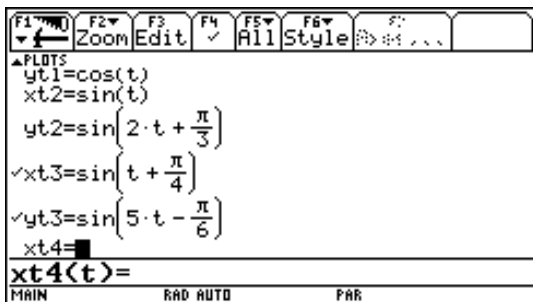 F1 F2 Zoom F3 Edit F4 ✓ F5 All F6 Style
PLOTS
yt1=cos(t)
xt2=sin(t)
yt2=sin(2·t + π/3)
✓xt3=sin(t + π/4)
✓yt3=sin(5·t − π/6)
xt4=
xt4(t)=
MAIN RAD AUTO PAR